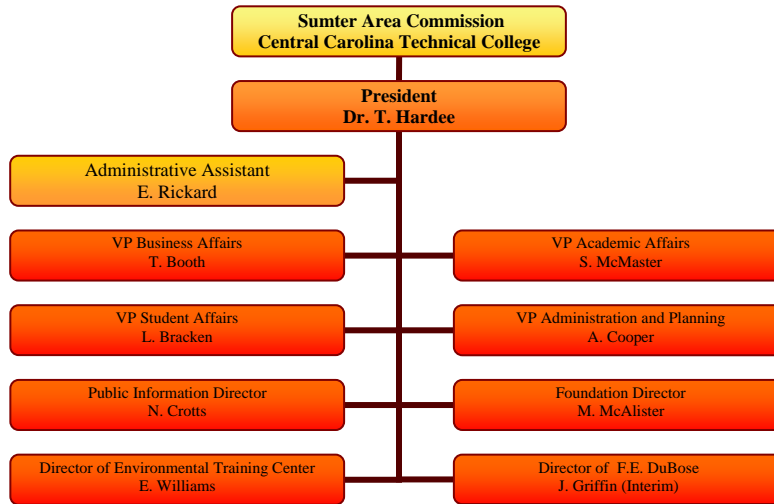 Sumter Area Commission
Central Carolina Technical College
President
Dr. T. Hardee
Administrative Assistant
E. Rickard
VP Business Affairs
T. Booth
VP Academic Affairs
S. McMaster
VP Student Affairs
L. Bracken
VP Administration and Planning
A. Cooper
Public Information Director
N. Crotts
Foundation Director
M. McAlister
Director of Environmental Training Center
E. Williams
Director of F.E. DuBose
J. Griffin (Interim)